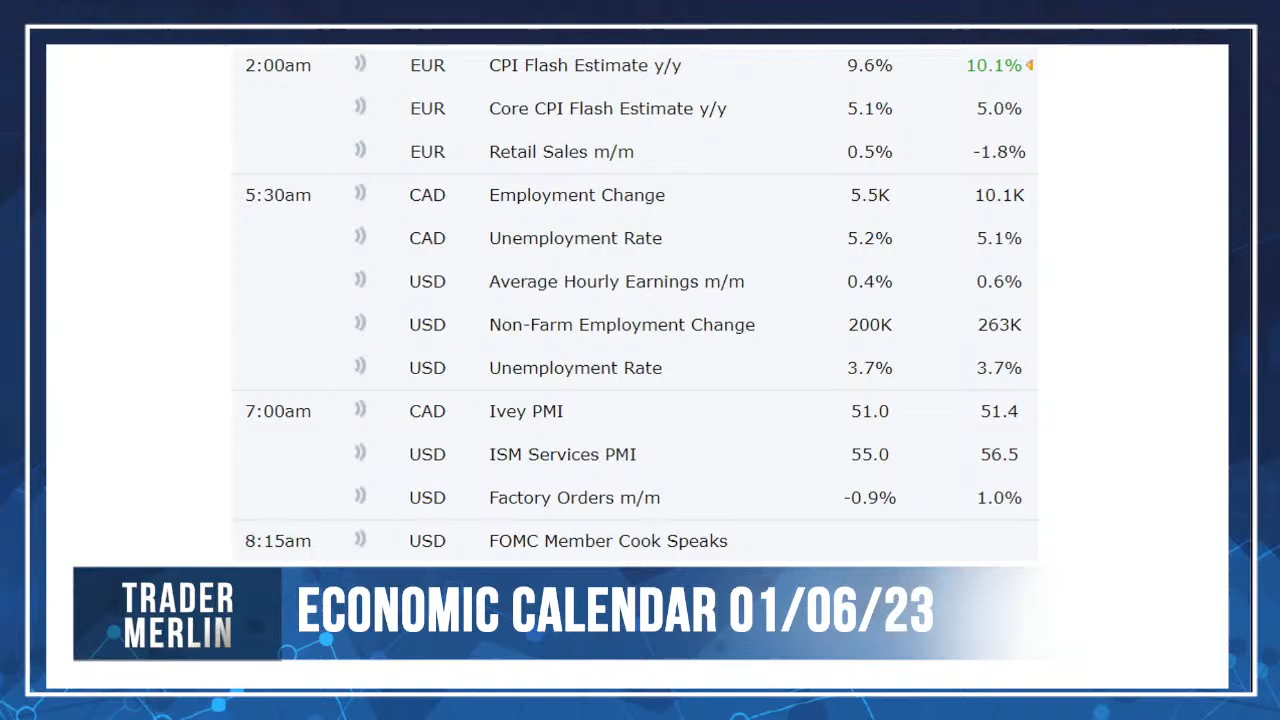 2:00am EUR CPI Flash Estimate y/y 9.6% 10.1%
EUR Core CPI Flash Estimate y/y 5.1% 5.0%
EUR Retail Sales m/m 0.5% -1.8%
5:30am CAD Employment Change 5.5K 10.1K
CAD Unemployment Rate 5.2% 5.1%
USD Average Hourly Earnings m/m 0.4% 0.6%
USD Non-Farm Employment Change 200K 263K
USD Unemployment Rate 3.7% 3.7%
7:00am CAD Ivey PMI 51.0 51.4
USD ISM Services PMI 55.0 56.5
USD Factory Orders m/m -0.9% 1.0%
8:15am USD FOMC Member Cook Speaks
TRADER
MERLIN
ECONOMIC CALENDAR 01/06/23